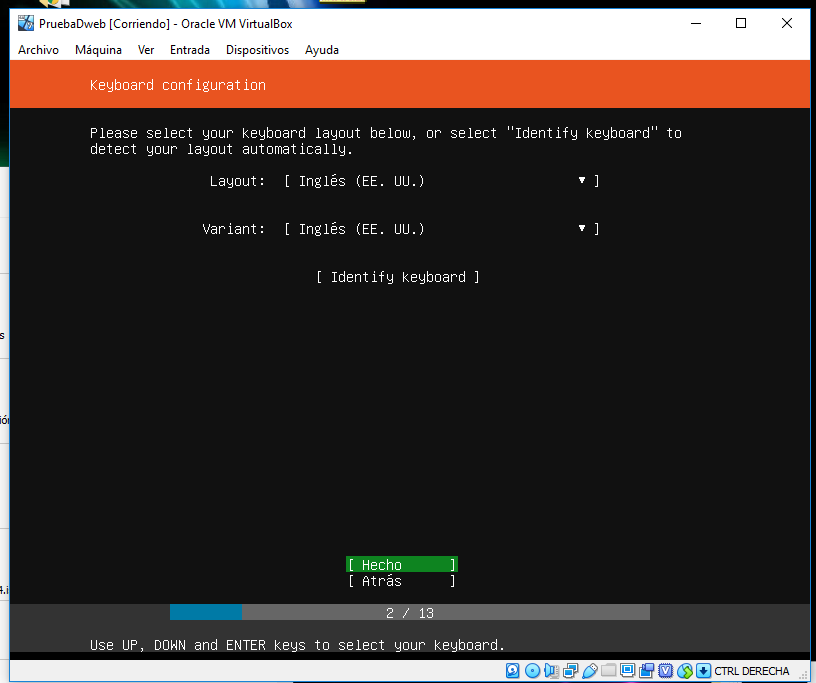 PruebaDweb [Corriendo] - Oracle VM VirtualBox
Archivo Máquina Ver Entrada Dispositivos Ayuda
Keyboard configuration
Please select your keyboard layout below, or select "Identify keyboard" to
detect your layout automatically.
Layout: [ Inglés (EE. UU.) ▾ ]
Variant: [ Inglés (EE. UU.) ▾ ]
[ Identify keyboard ]
[ Hecho ]
[ Atrás ]
2 / 13
Use UP, DOWN and ENTER keys to select your keyboard.
CTRL DERECHA